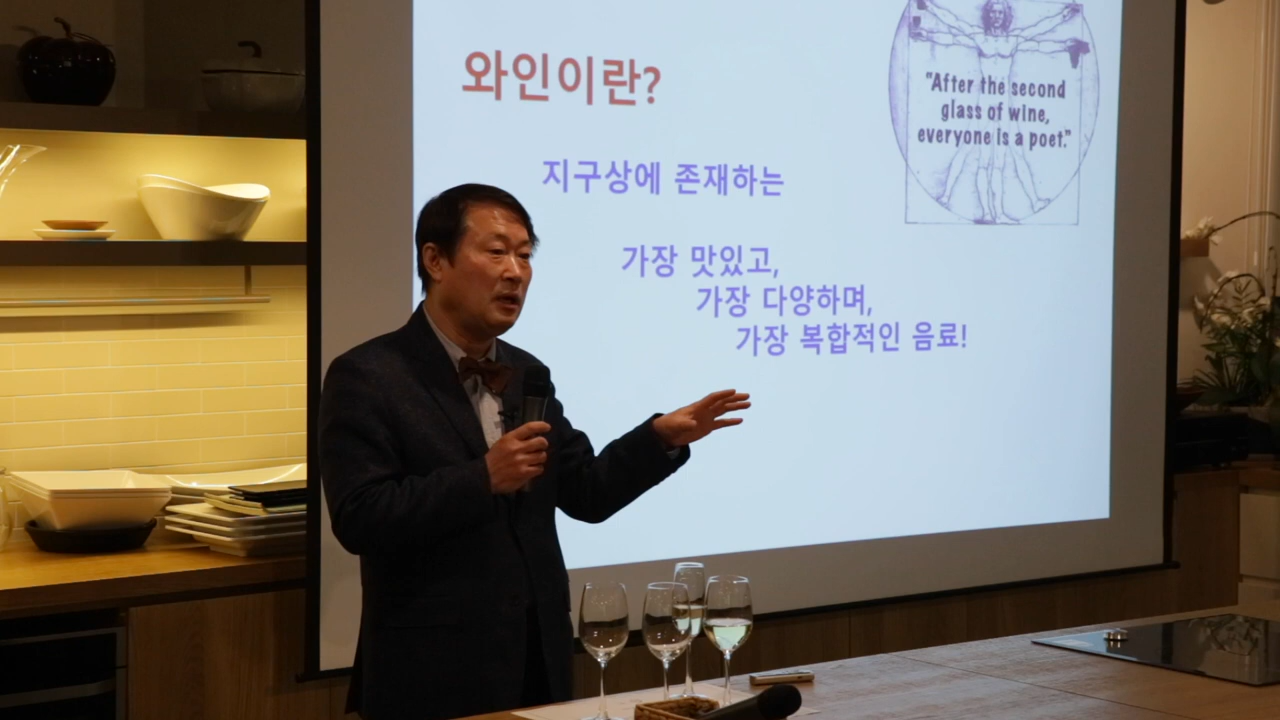 와인이란?
"After the second
glass of wine,
everyone is a poet."
지구상에 존재하는
가장 맛있고,
가장 다양하며,
가장 복합적인 음료!